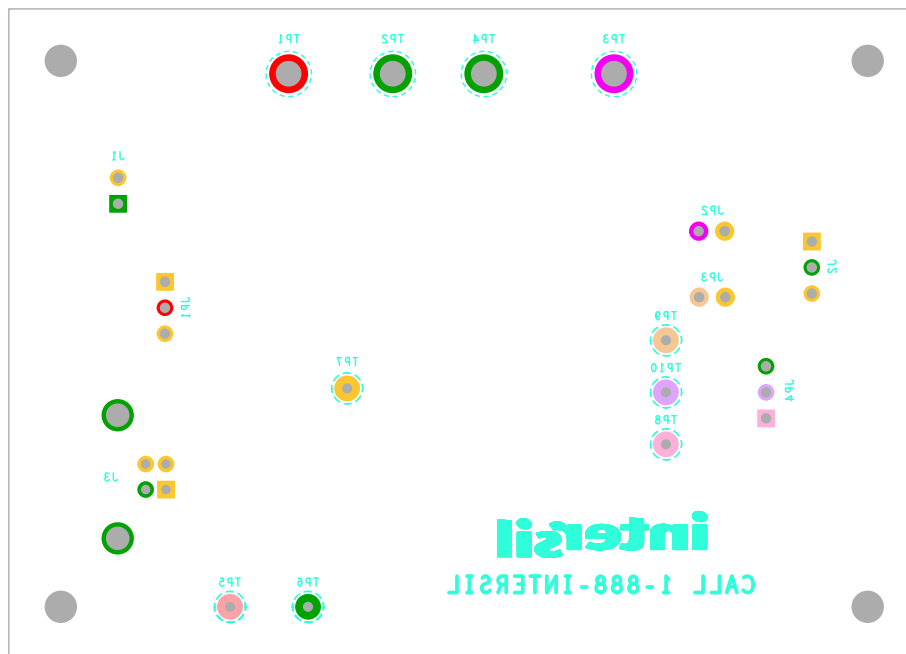 TP1
TP2
TP4
TP3
J1
JP2
J2
JP3
JP1
TP9
TP7
TP10
JP4
TP8
J3
intersil
CALL 1-888-INTERSIL
TP5
TP6